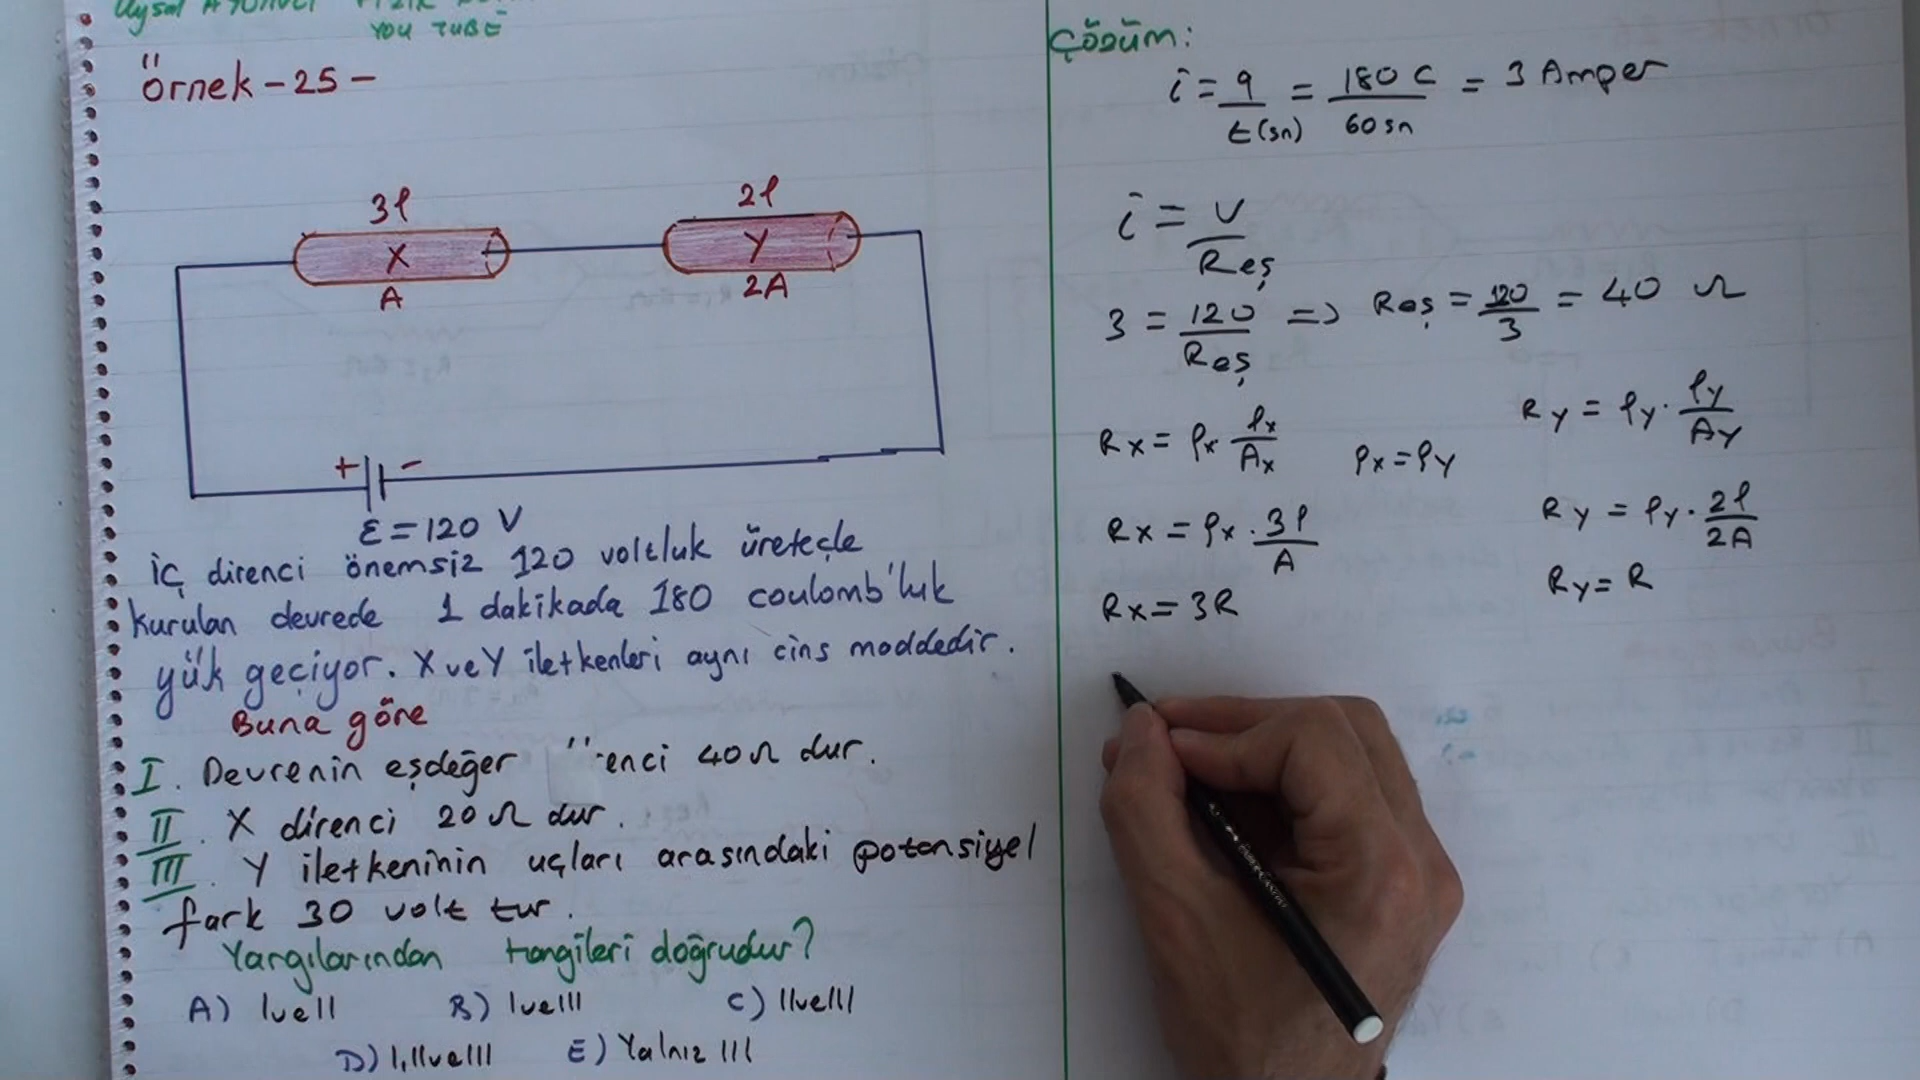 YOU TUBE
Örnek - 25 -
3l
2l
X
Y
A
2A
+ -
ε = 120 V
İç direnci önemsiz 120 voltluk üreteçle
kurulan devrede 1 dakikada 180 coulomb'luk
yük geçiyor. X ve Y iletkenleri aynı cins maddedir.
Buna göre
I. Devrenin eşdeğer enci 40Ω dur.
II. X direnci 20Ω dur.
III. Y iletkeninin uçları arasındaki potansiyel
fark 30 volt tur.
Yargılarından hangileri doğrudur?
A) I ve II B) I ve III C) II ve III
D) I, II ve III E) Yalnız III
Çözüm:
i = q / t(sn) = 180 C / 60 sn = 3 Amper
i = V / Reş
3 = 120 / Reş => Reş = 120 / 3 = 40 Ω
Rx = ρx · lx / Ax ρx = ρy Ry = ρy · ly / Ay
Rx = ρx · 3l / A Ry = ρy · 2l / 2A
Rx = 3R Ry = R